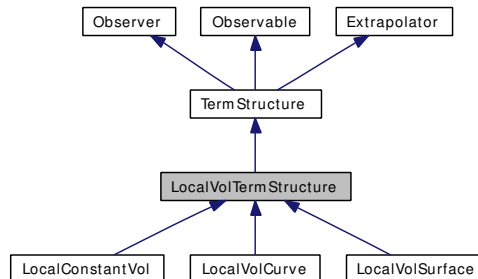 Observer Observable Extrapolator
TermStructure
LocalVolTermStructure
LocalConstantVol LocalVolCurve LocalVolSurface